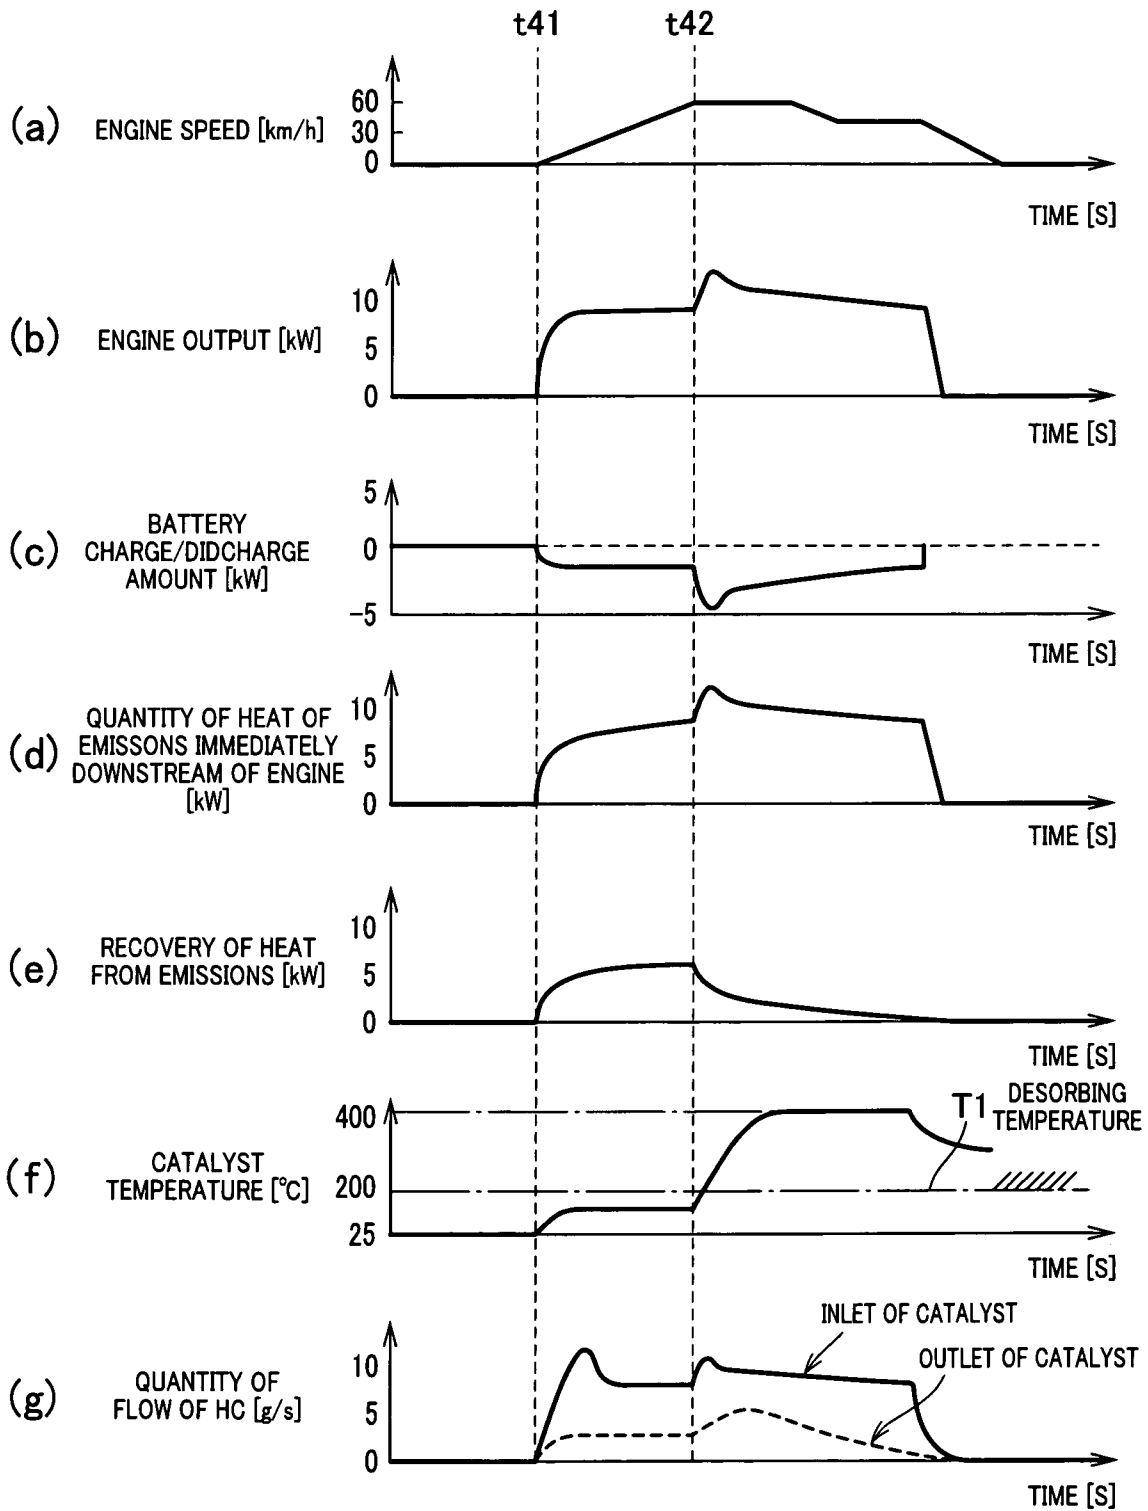 t41 t42
(a) ENGINE SPEED [km/h]
60
30
0
TIME [S]
(b) ENGINE OUTPUT [kW]
10
5
0
TIME [S]
(c) BATTERY
CHARGE/DIDCHARGE
AMOUNT [kW]
5
0
-5
TIME [S]
(d) QUANTITY OF HEAT OF
EMISSONS IMMEDIATELY
DOWNSTREAM OF ENGINE
[kW]
10
5
0
TIME [S]
(e) RECOVERY OF HEAT
FROM EMISSIONS [kW]
10
5
0
TIME [S]
(f) CATALYST
TEMPERATURE [℃]
400
200
25
T1 DESORBING
TEMPERATURE
TIME [S]
(g) QUANTITY OF
FLOW OF HC [g/s]
10
5
0
INLET OF CATALYST
OUTLET OF CATALYST
TIME [S]